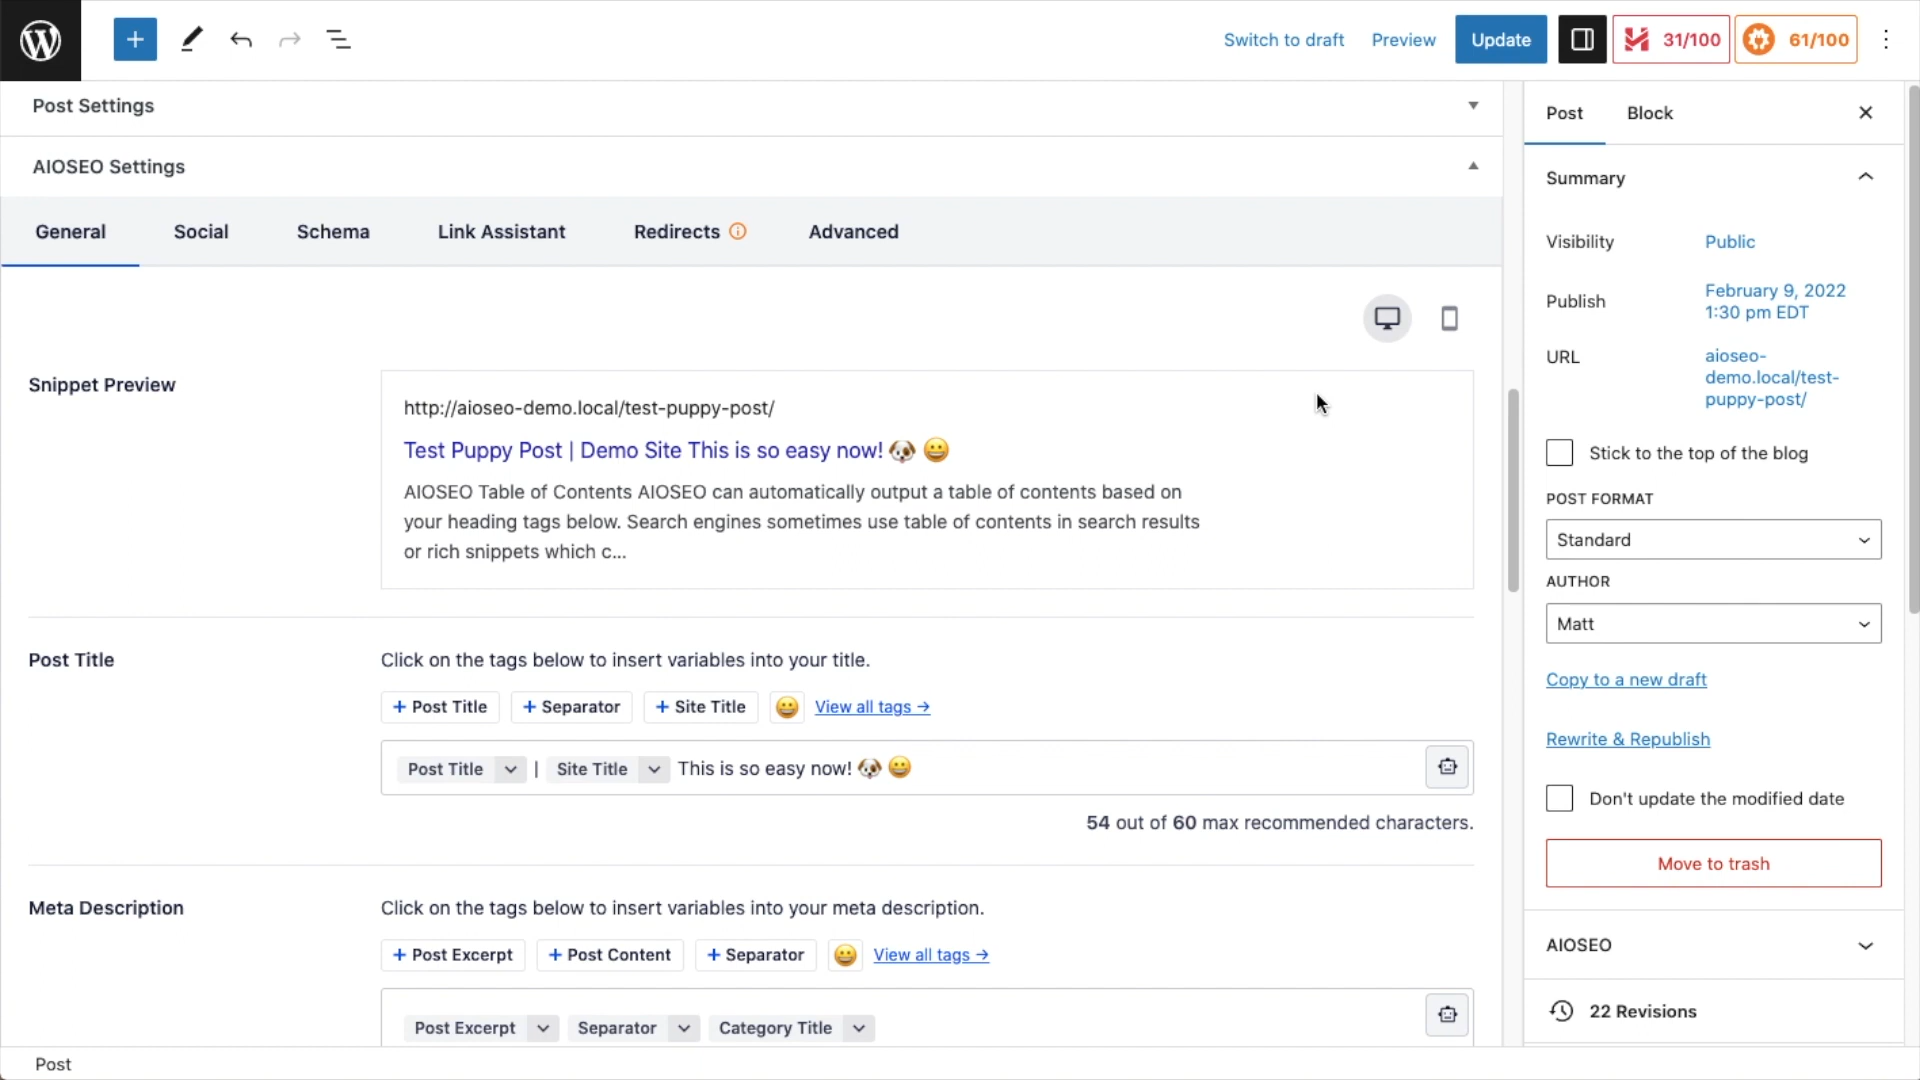 Switch to draft
Preview
Update
31/100
61/100
Post Settings
AIOSEO Settings
General
Social
Schema
Link Assistant
Redirects
Advanced
Snippet Preview
http://aioseo-demo.local/test-puppy-post/
Test Puppy Post | Demo Site This is so easy now! 🐶 😀
AIOSEO Table of Contents AIOSEO can automatically output a table of contents based on
your heading tags below. Search engines sometimes use table of contents in search results
or rich snippets which c...
Post Title
Click on the tags below to insert variables into your title.
+ Post Title
+ Separator
+ Site Title
😀
View all tags →
Post Title | Site Title This is so easy now! 🐶 😀
54 out of 60 max recommended characters.
Meta Description
Click on the tags below to insert variables into your meta description.
+ Post Excerpt
+ Post Content
+ Separator
😀
View all tags →
Post Excerpt
Separator
Category Title
Post
Post
Block
Summary
Visibility
Public
Publish
February 9, 2022
1:30 pm EDT
URL
aioseo-
demo.local/test-
puppy-post/
Stick to the top of the blog
POST FORMAT
Standard
AUTHOR
Matt
Copy to a new draft
Rewrite & Republish
Don't update the modified date
Move to trash
AIOSEO
22 Revisions